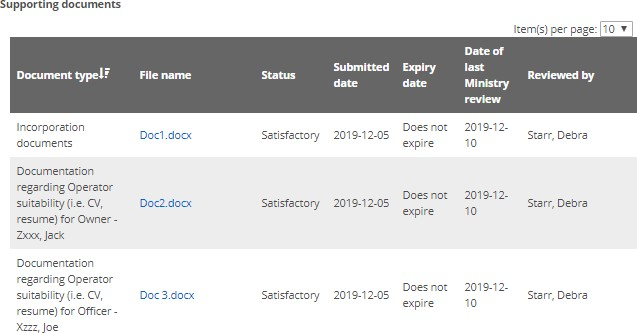 Supporting documents
Item(s) per page: 10
Document type File name Status Submitted date Expiry date Date of last Ministry review Reviewed by
Incorporation documents Doc1.docx Satisfactory 2019-12-05 Does not expire 2019-12-10 Starr, Debra
Documentation regarding Operator suitability (i.e. CV, resume) for Owner - Zxxx, Jack Doc2.docx Satisfactory 2019-12-05 Does not expire 2019-12-10 Starr, Debra
Documentation regarding Operator suitability (i.e. CV, resume) for Officer - Xzzz, Joe Doc 3.docx Satisfactory 2019-12-05 Does not expire 2019-12-10 Starr, Debra